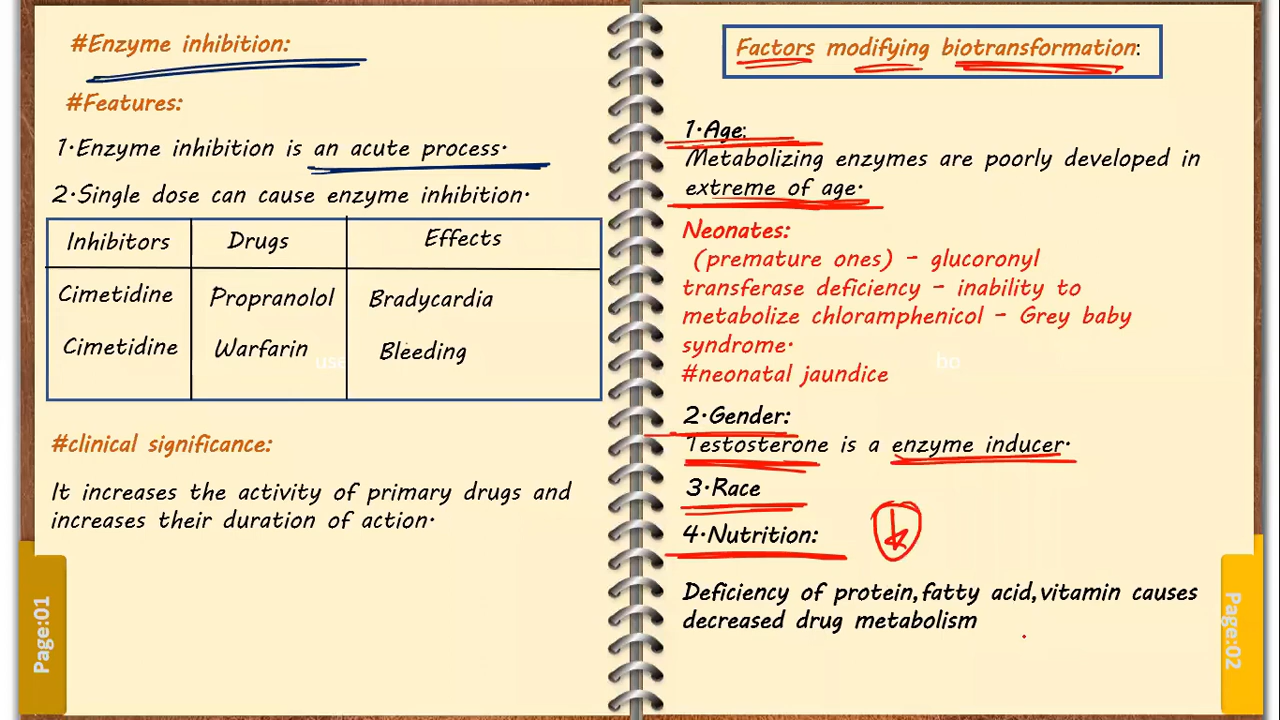 #Enzyme inhibition:
#Features:
1·Enzyme inhibition is an acute process·
2·Single dose can cause enzyme inhibition·
Inhibitors Drugs Effects
Cimetidine Propranolol Bradycardia
Cimetidine Warfarin Bleeding
#clinical significance:
It increases the activity of primary drugs and
increases their duration of action·
Page:01
Factors modifying biotransformation:
1·Age:
Metabolizing enzymes are poorly developed in
extreme of age·
Neonates:
(premature ones) - glucoronyl
transferase deficiency - inability to
metabolize chloramphenicol - Grey baby
syndrome·
#neonatal jaundice
2·Gender:
Testosterone is a enzyme inducer·
3·Race
4·Nutrition:
Deficiency of protein,fatty acid,vitamin causes
decreased drug metabolism
Page:02